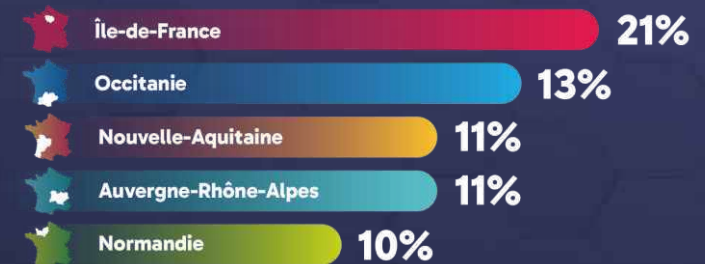 Île-de-France 21%
Occitanie 13%
Nouvelle-Aquitaine 11%
Auvergne-Rhône-Alpes 11%
Normandie 10%